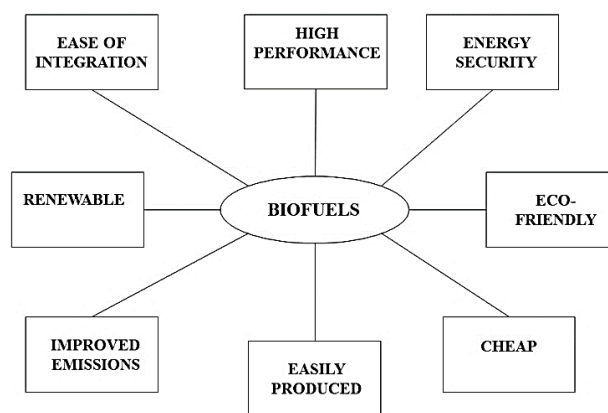 EASE OF
INTEGRATION
HIGH
PERFORMANCE
ENERGY
SECURITY
RENEWABLE
BIOFUELS
ECO-
FRIENDLY
IMPROVED
EMISSIONS
EASILY
PRODUCED
CHEAP